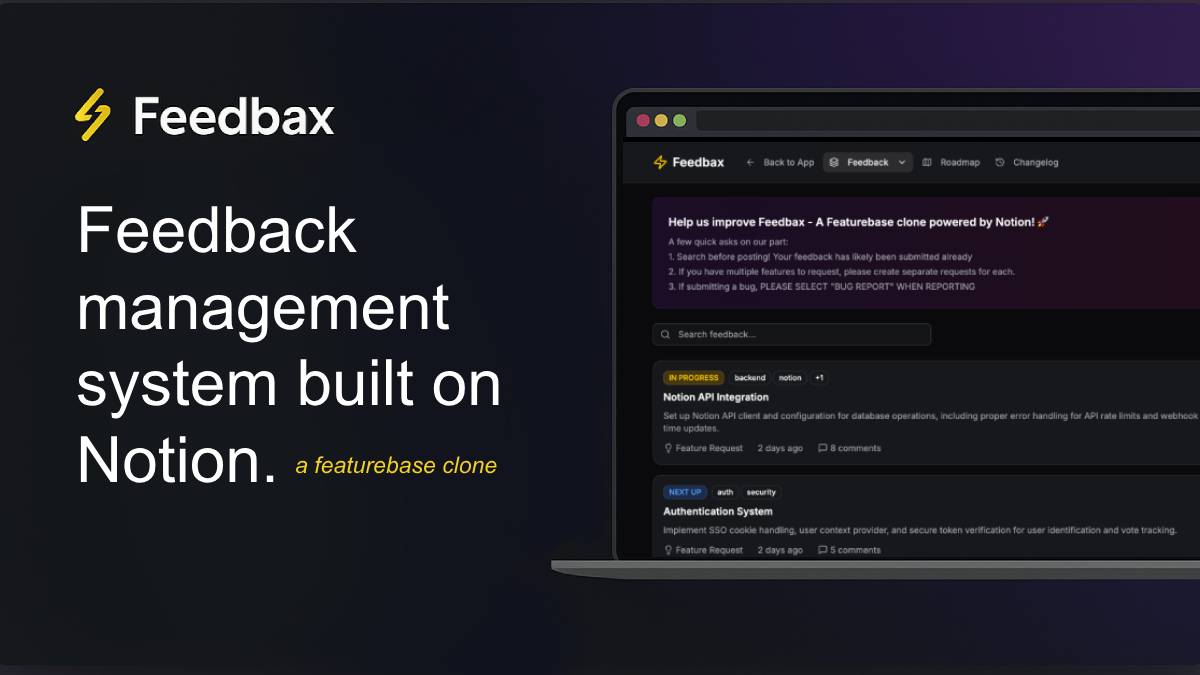 Feedbax
Feedback
management
system built on
Notion. a featurebase clone
Feedbax Back to App Feedback Roadmap Changelog
Help us improve Feedbax - A Featurebase clone powered by Notion! 🚀
A few quick asks on our part:
1. Search before posting! Your feedback has likely been submitted already
2. If you have multiple features to request, please create separate requests for each.
3. If submitting a bug, PLEASE SELECT "BUG REPORT" WHEN REPORTING
Search feedback...
IN PROGRESS backend notion +1
Notion API Integration
Set up Notion API client and configuration for database operations, including proper error handling for API rate limits and webhook
time updates.
Feature Request 2 days ago 8 comments
NEXT UP auth security
Authentication System
Implement SSO cookie handling, user context provider, and secure token verification for user identification and vote tracking.
Feature Request 2 days ago 5 comments